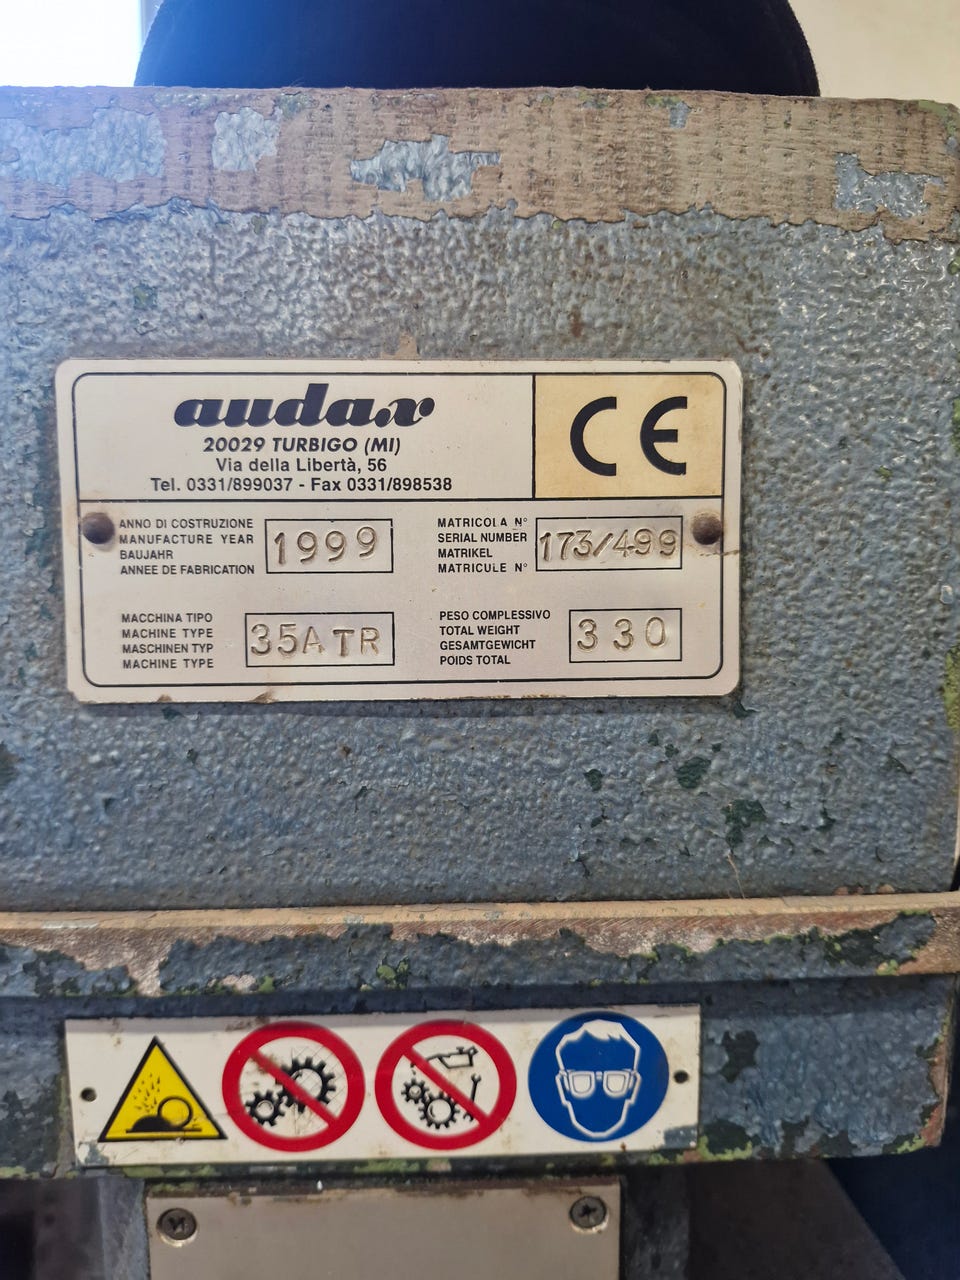 audax
20029 TURBIGO (MI)
Via della Libertà, 56
Tel. 0331/899037 - Fax 0331/898538
CE
ANNO DI COSTRUZIONE
MANUFACTURE YEAR
BAUJAHR
ANNEE DE FABRICATION
1999
MATRICOLA N°
SERIAL NUMBER
MATRIKEL
MATRICULE N°
173/499
MACCHINA TIPO
MACHINE TYPE
MASCHINEN TYP
MACHINE TYPE
35ATR
PESO COMPLESSIVO
TOTAL WEIGHT
GESAMTGEWICHT
POIDS TOTAL
330